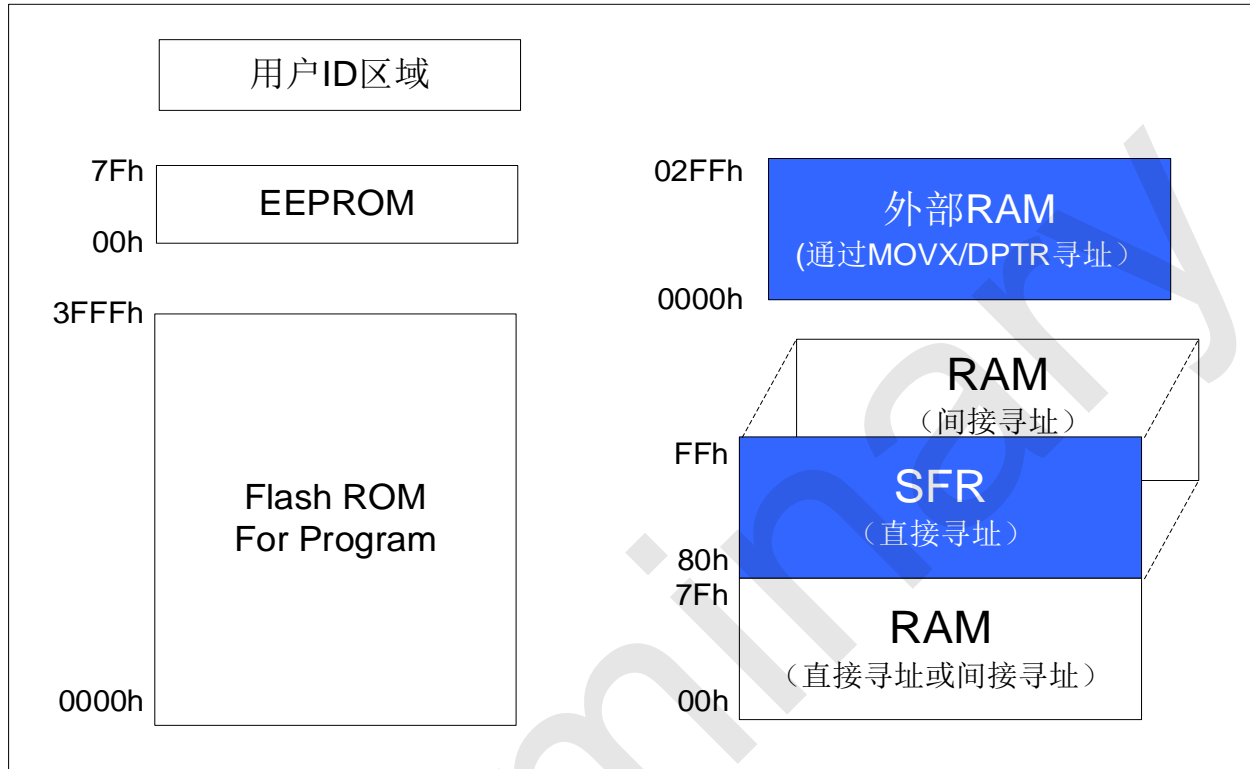 用户ID区域
7Fh
EEPROM
00h
3FFFh
Flash ROM
For Program
0000h
02FFh
外部RAM
(通过MOVX/DPTR寻址）
0000h
RAM
（间接寻址）
FFh
SFR
（直接寻址）
80h
7Fh
RAM
（直接寻址或间接寻址）
00h
minary